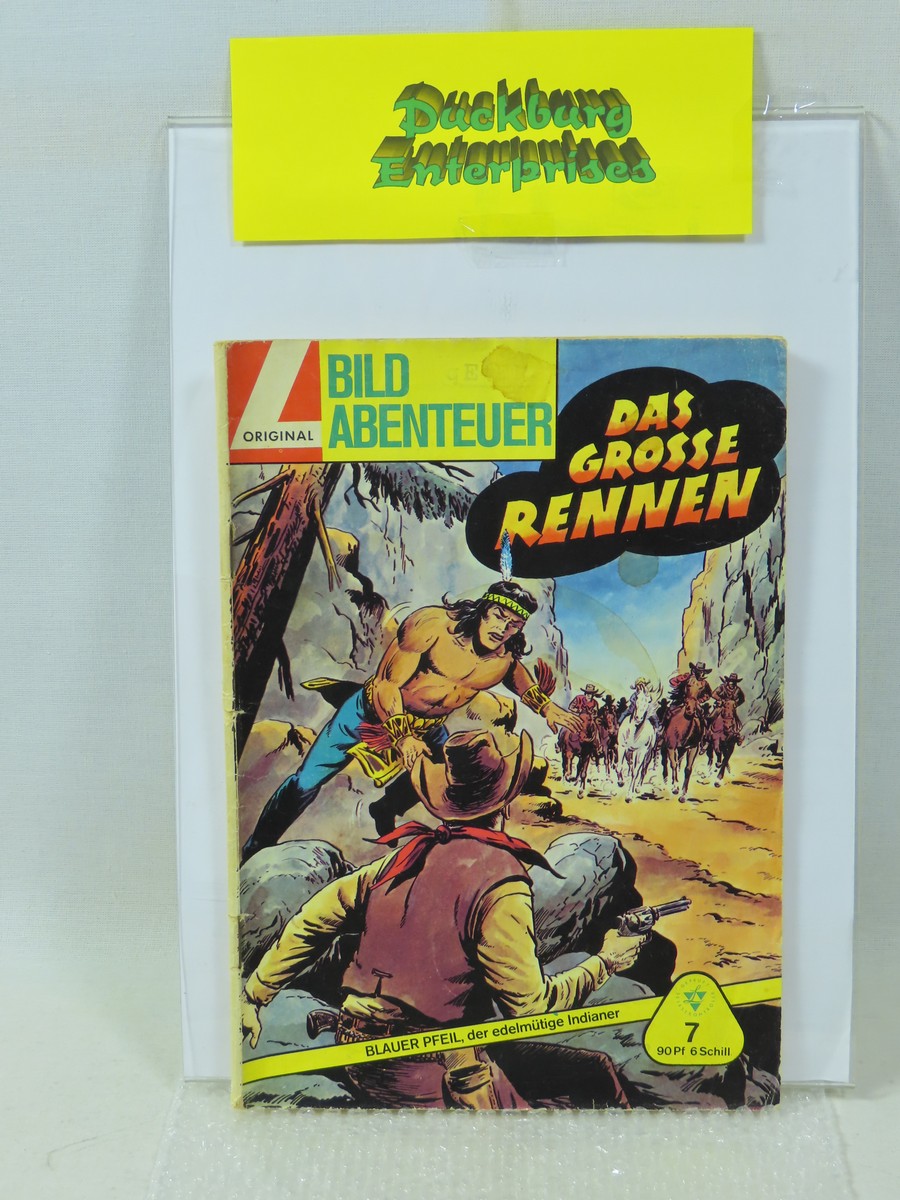 Duckburg
Enterprises
ORIGINAL
BILD
ABENTEUER
DAS
GROSSE
RENNEN
BLAUER PFEIL, der edelmütige Indianer
7
90 Pf 6 Schill